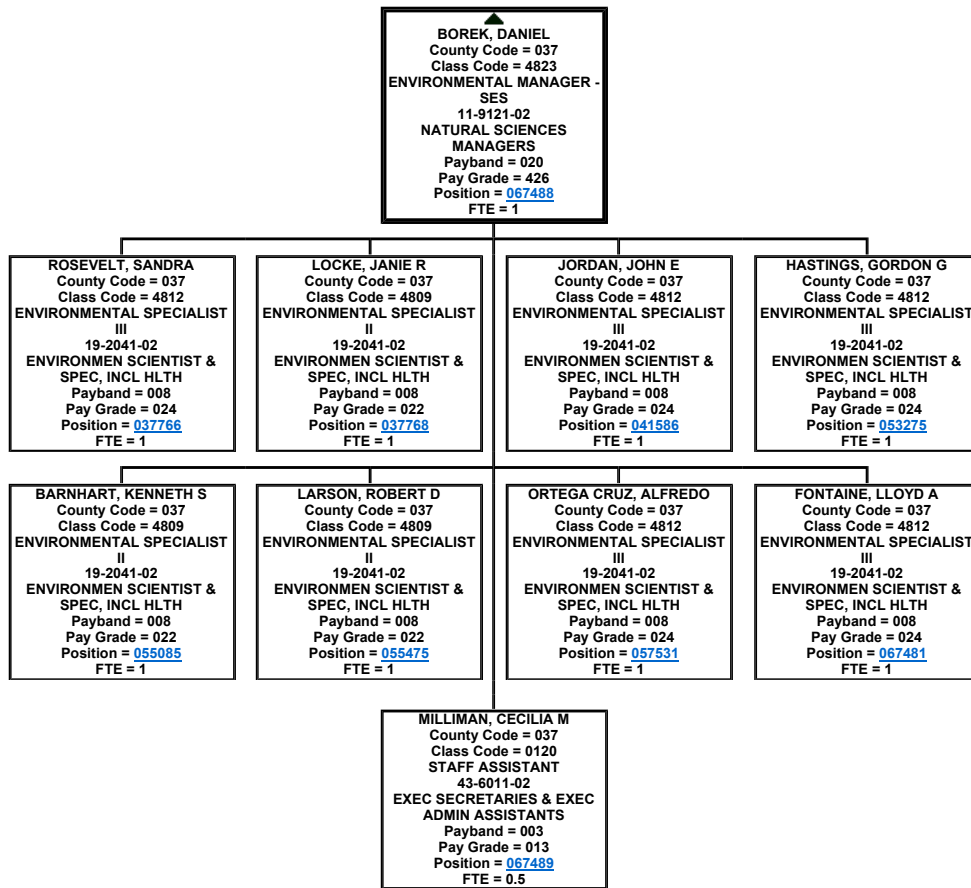 BOREK, DANIEL
County Code = 037
Class Code = 4823
ENVIRONMENTAL MANAGER -
SES
11-9121-02
NATURAL SCIENCES
MANAGERS
Payband = 020
Pay Grade = 426
Position = 067488
FTE = 1
ROSEVELT, SANDRA
County Code = 037
Class Code = 4812
ENVIRONMENTAL SPECIALIST
III
19-2041-02
ENVIRONMEN SCIENTIST &
SPEC, INCL HLTH
Payband = 008
Pay Grade = 024
Position = 037766
FTE = 1
LOCKE, JANIE R
County Code = 037
Class Code = 4809
ENVIRONMENTAL SPECIALIST
II
19-2041-02
ENVIRONMEN SCIENTIST &
SPEC, INCL HLTH
Payband = 008
Pay Grade = 022
Position = 037768
FTE = 1
JORDAN, JOHN E
County Code = 037
Class Code = 4812
ENVIRONMENTAL SPECIALIST
III
19-2041-02
ENVIRONMEN SCIENTIST &
SPEC, INCL HLTH
Payband = 008
Pay Grade = 024
Position = 041586
FTE = 1
HASTINGS, GORDON G
County Code = 037
Class Code = 4812
ENVIRONMENTAL SPECIALIST
III
19-2041-02
ENVIRONMEN SCIENTIST &
SPEC, INCL HLTH
Payband = 008
Pay Grade = 024
Position = 053275
FTE = 1
BARNHART, KENNETH S
County Code = 037
Class Code = 4809
ENVIRONMENTAL SPECIALIST
II
19-2041-02
ENVIRONMEN SCIENTIST &
SPEC, INCL HLTH
Payband = 008
Pay Grade = 022
Position = 055085
FTE = 1
LARSON, ROBERT D
County Code = 037
Class Code = 4809
ENVIRONMENTAL SPECIALIST
II
19-2041-02
ENVIRONMEN SCIENTIST &
SPEC, INCL HLTH
Payband = 008
Pay Grade = 022
Position = 055475
FTE = 1
ORTEGA CRUZ, ALFREDO
County Code = 037
Class Code = 4812
ENVIRONMENTAL SPECIALIST
III
19-2041-02
ENVIRONMEN SCIENTIST &
SPEC, INCL HLTH
Payband = 008
Pay Grade = 024
Position = 057531
FTE = 1
FONTAINE, LLOYD A
County Code = 037
Class Code = 4812
ENVIRONMENTAL SPECIALIST
III
19-2041-02
ENVIRONMEN SCIENTIST &
SPEC, INCL HLTH
Payband = 008
Pay Grade = 024
Position = 067481
FTE = 1
MILLIMAN, CECILIA M
County Code = 037
Class Code = 0120
STAFF ASSISTANT
43-6011-02
EXEC SECRETARIES & EXEC
ADMIN ASSISTANTS
Payband = 003
Pay Grade = 013
Position = 067489
FTE = 0.5